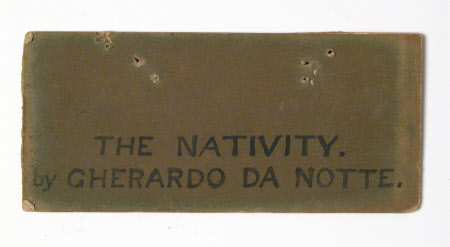 THE NATIVITY.
by GHERARDO DA NOTTE.